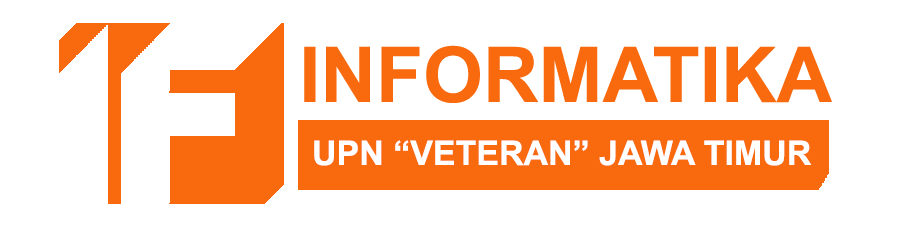 INFORMATIKA
UPN “VETERAN” JAWA TIMUR